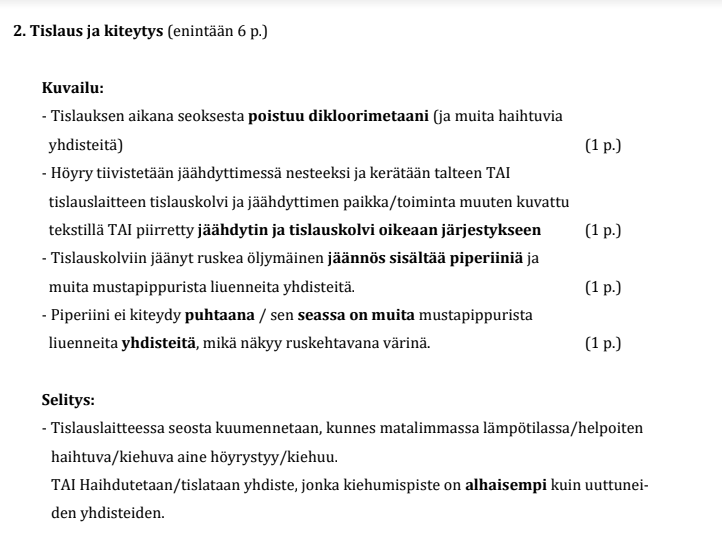 2. Tislaus ja kiteytys (enintään 6 p.)
Kuvailu:
- Tislauksen aikana seoksesta poistuu dikloorimetaani (ja muita haihtuvia
yhdisteitä) (1 p.)
- Höyry tiivistetään jäähdyttimessä nesteeksi ja kerätään talteen TAI
tislauslaitteen tislauskolvi ja jäähdyttimen paikka/toiminta muuten kuvattu
tekstillä TAI piirretty jäähdytin ja tislauskolvi oikeaan järjestykseen (1 p.)
- Tislauskolviin jäänyt ruskea öljymäinen jäännös sisältää piperiiniä ja
muita mustapippurista liuenneita yhdisteitä. (1 p.)
- Piperiini ei kiteydy puhtaana / sen seassa on muita mustapippurista
liuenneita yhdisteitä, mikä näkyy ruskehtavana värinä. (1 p.)
Selitys:
- Tislauslaitteessa seosta kuumennetaan, kunnes matalimmassa lämpötilassa/helpoiten
haihtuva/kiehuva aine höyrystyy/kiehuu.
TAI Haihdutetaan/tislataan yhdiste, jonka kiehumispiste on alhaisempi kuin uuttunei-
den yhdisteiden.